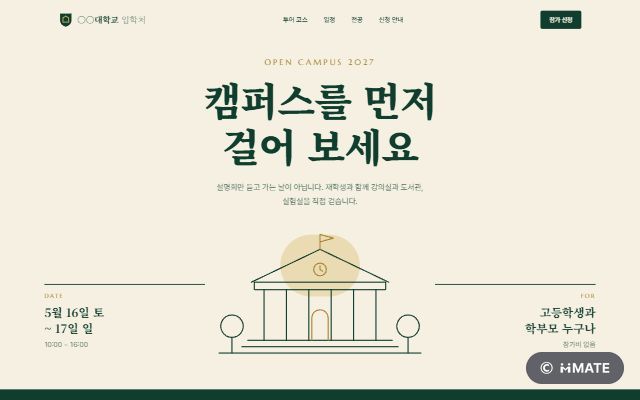 ○○대학교 입학처
투어 코스 일정 전공 신청 안내
참가 신청
OPEN CAMPUS 2027
캠퍼스를 먼저
걸어 보세요
설명회만 듣고 가는 날이 아닙니다. 재학생과 함께 강의실과 도서관,
실험실을 직접 걷습니다.
DATE
5월 16일 토
~ 17일 일
10:00 – 16:00
FOR
고등학생과
학부모 누구나
참가비 없음
© MATE